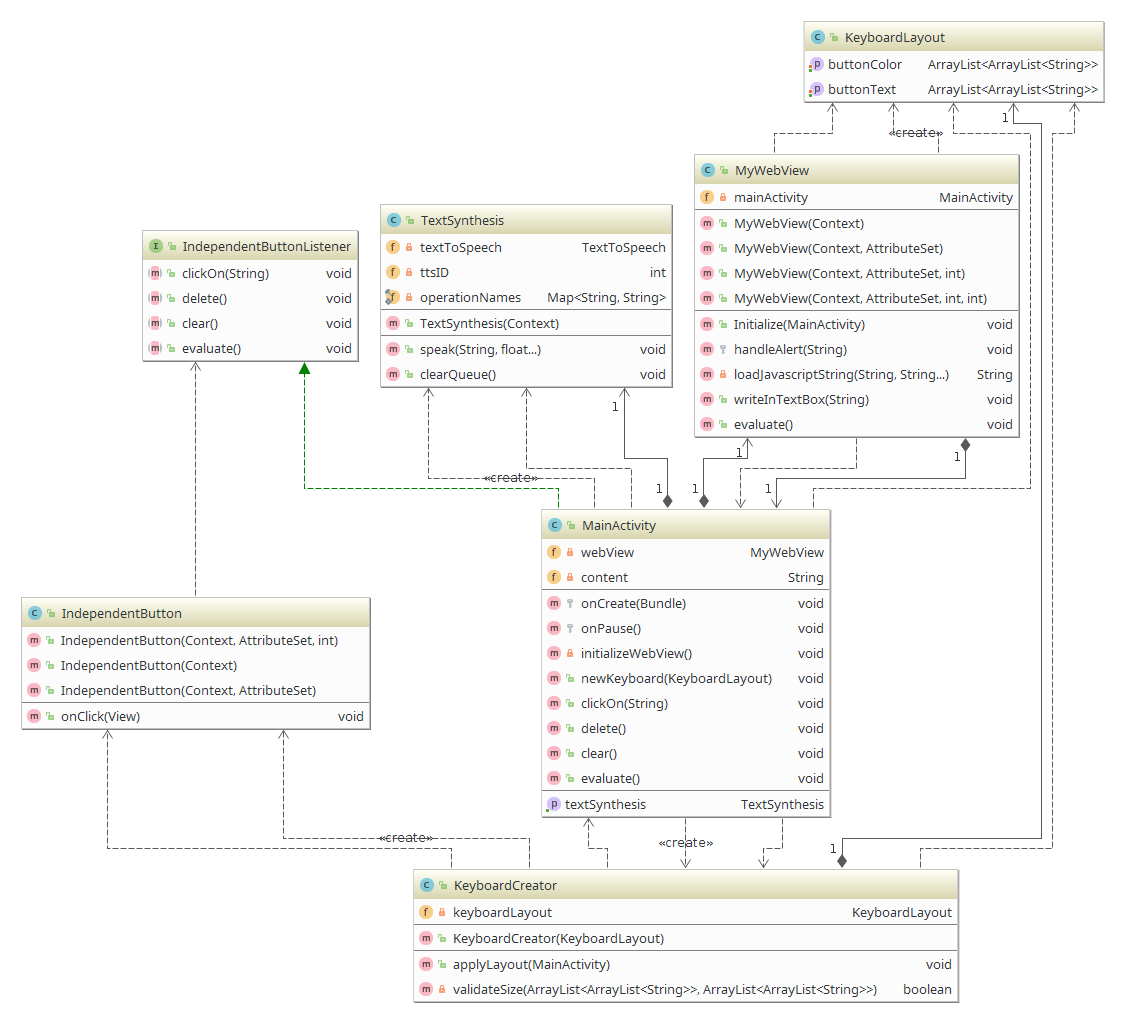 KeyboardLayout
buttonColor ArrayList<ArrayList<String>>
buttonText ArrayList<ArrayList<String>>
1
«create»
MyWebView
mainActivity MainActivity
MyWebView(Context)
MyWebView(Context, AttributeSet)
MyWebView(Context, AttributeSet, int)
MyWebView(Context, AttributeSet, int, int)
Initialize(MainActivity) void
handleAlert(String) void
loadJavascriptString(String, String...) String
writeInTextBox(String) void
evaluate() void
TextSynthesis
textToSpeech TextToSpeech
ttsID int
operationNames Map<String, String>
TextSynthesis(Context)
speak(String, float...) void
clearQueue() void
IndependentButtonListener
clickOn(String) void
delete() void
clear() void
evaluate() void
1
1
1
«create»
1
1
1
MainActivity
webView MyWebView
content String
onCreate(Bundle) void
onPause() void
initializeWebView() void
newKeyboard(KeyboardLayout) void
clickOn(String) void
delete() void
clear() void
evaluate() void
textSynthesis TextSynthesis
IndependentButton
IndependentButton(Context, AttributeSet, int)
IndependentButton(Context)
IndependentButton(Context, AttributeSet)
onClick(View) void
«create»
«create»
1
KeyboardCreator
keyboardLayout KeyboardLayout
KeyboardCreator(KeyboardLayout)
applyLayout(MainActivity) void
validateSize(ArrayList<ArrayList<String>>, ArrayList<ArrayList<String>>) boolean